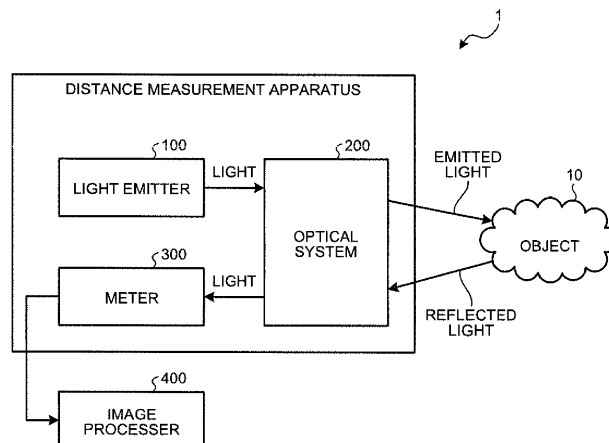 1
DISTANCE MEASUREMENT APPARATUS
100
LIGHT EMITTER
LIGHT
200
OPTICAL
SYSTEM
EMITTED
LIGHT
10
OBJECT
300
METER
LIGHT
REFLECTED
LIGHT
400
IMAGE
PROCESSER